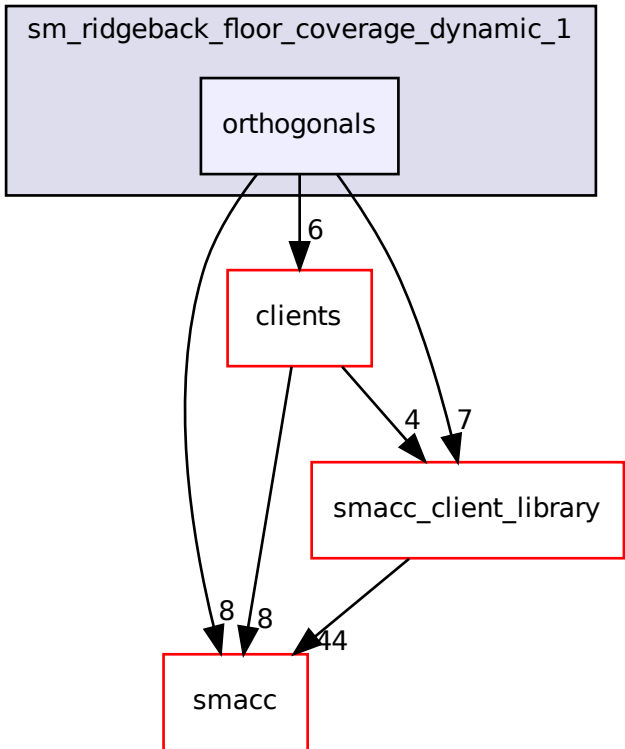 sm_ridgeback_floor_coverage_dynamic_1
orthogonals
6
clients
4
7
smacc_client_library
8
8
44
smacc